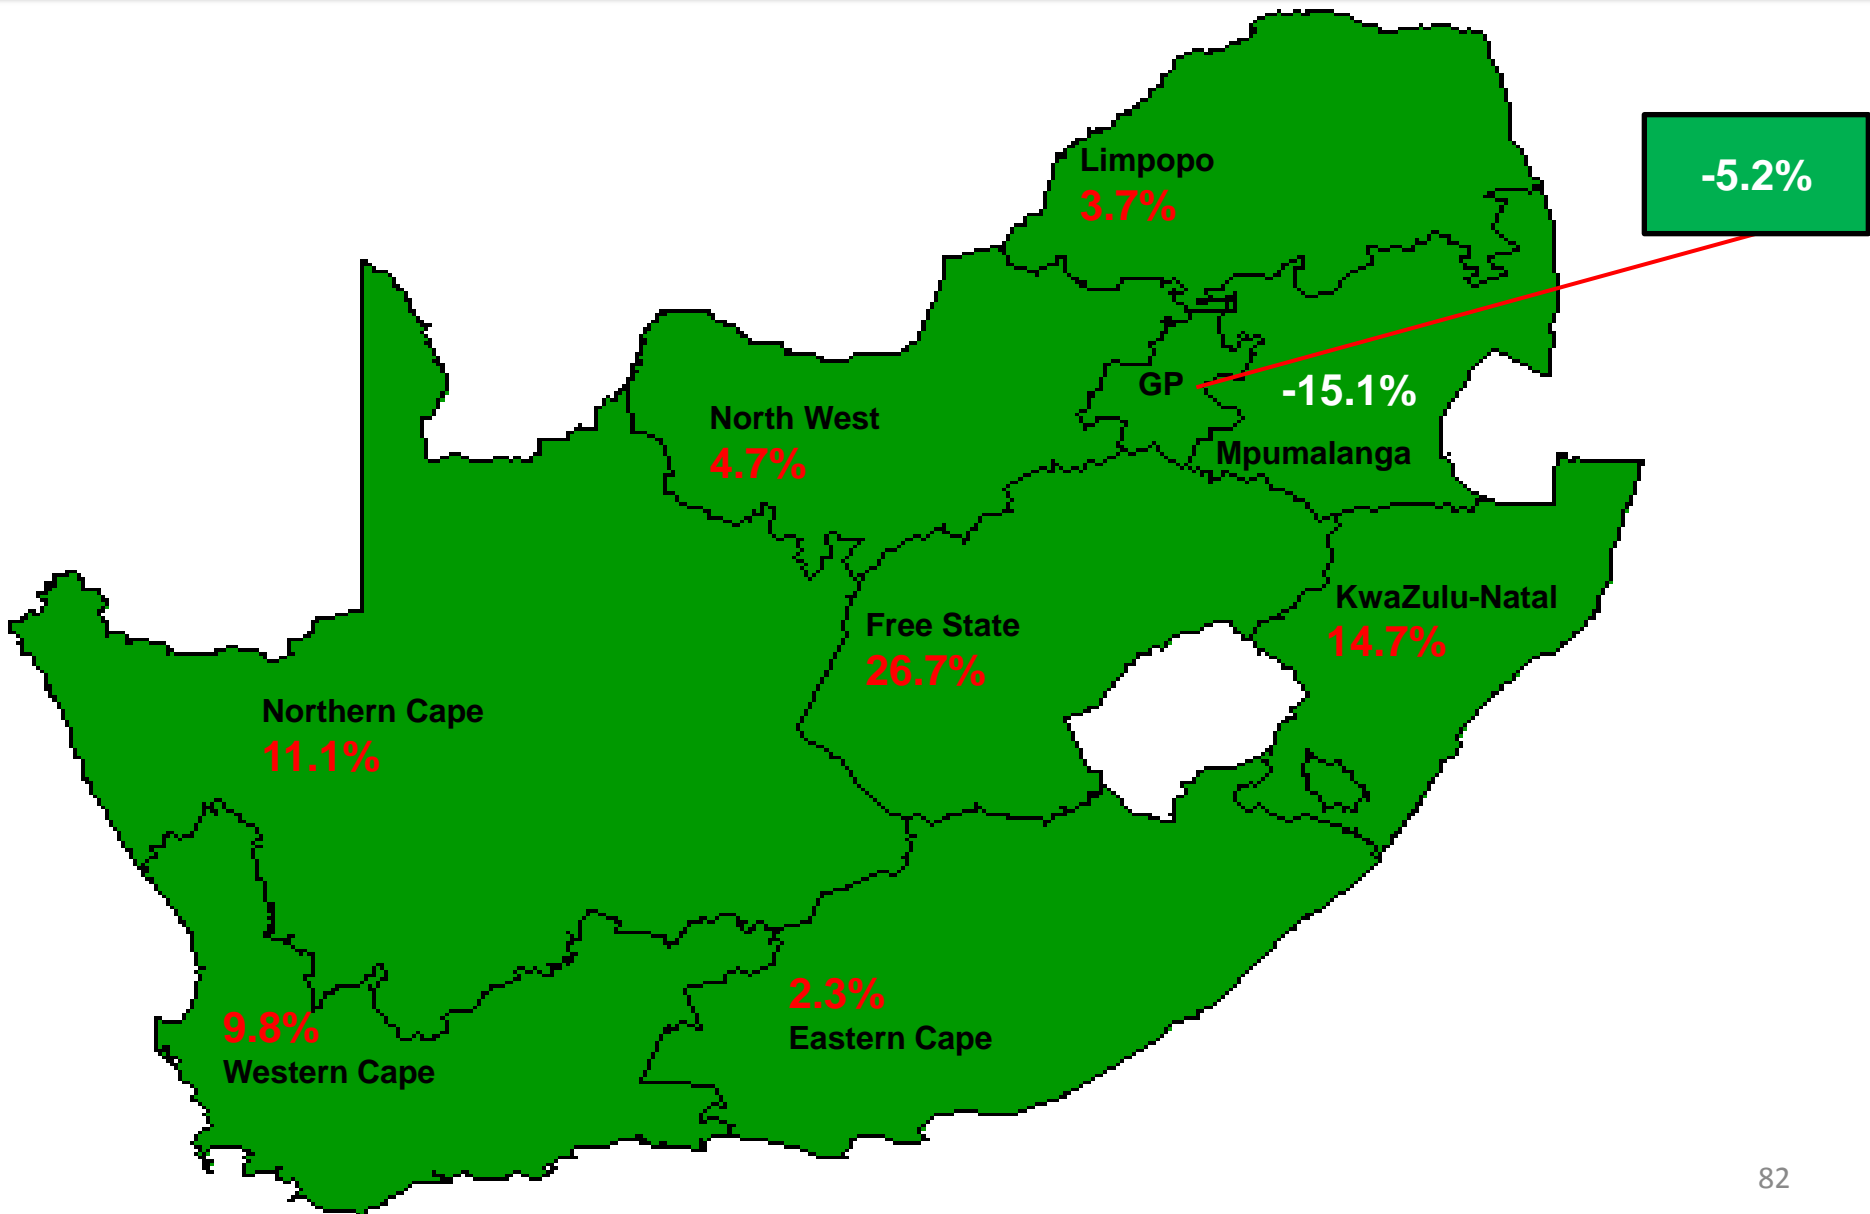 Limpopo
3.7%
-5.2%
GP
-15.1%
Mpumalanga
North West
4.7%
KwaZulu-Natal
14.7%
Free State
26.7%
Northern Cape
11.1%
2.3%
Eastern Cape
9.8%
Western Cape
82